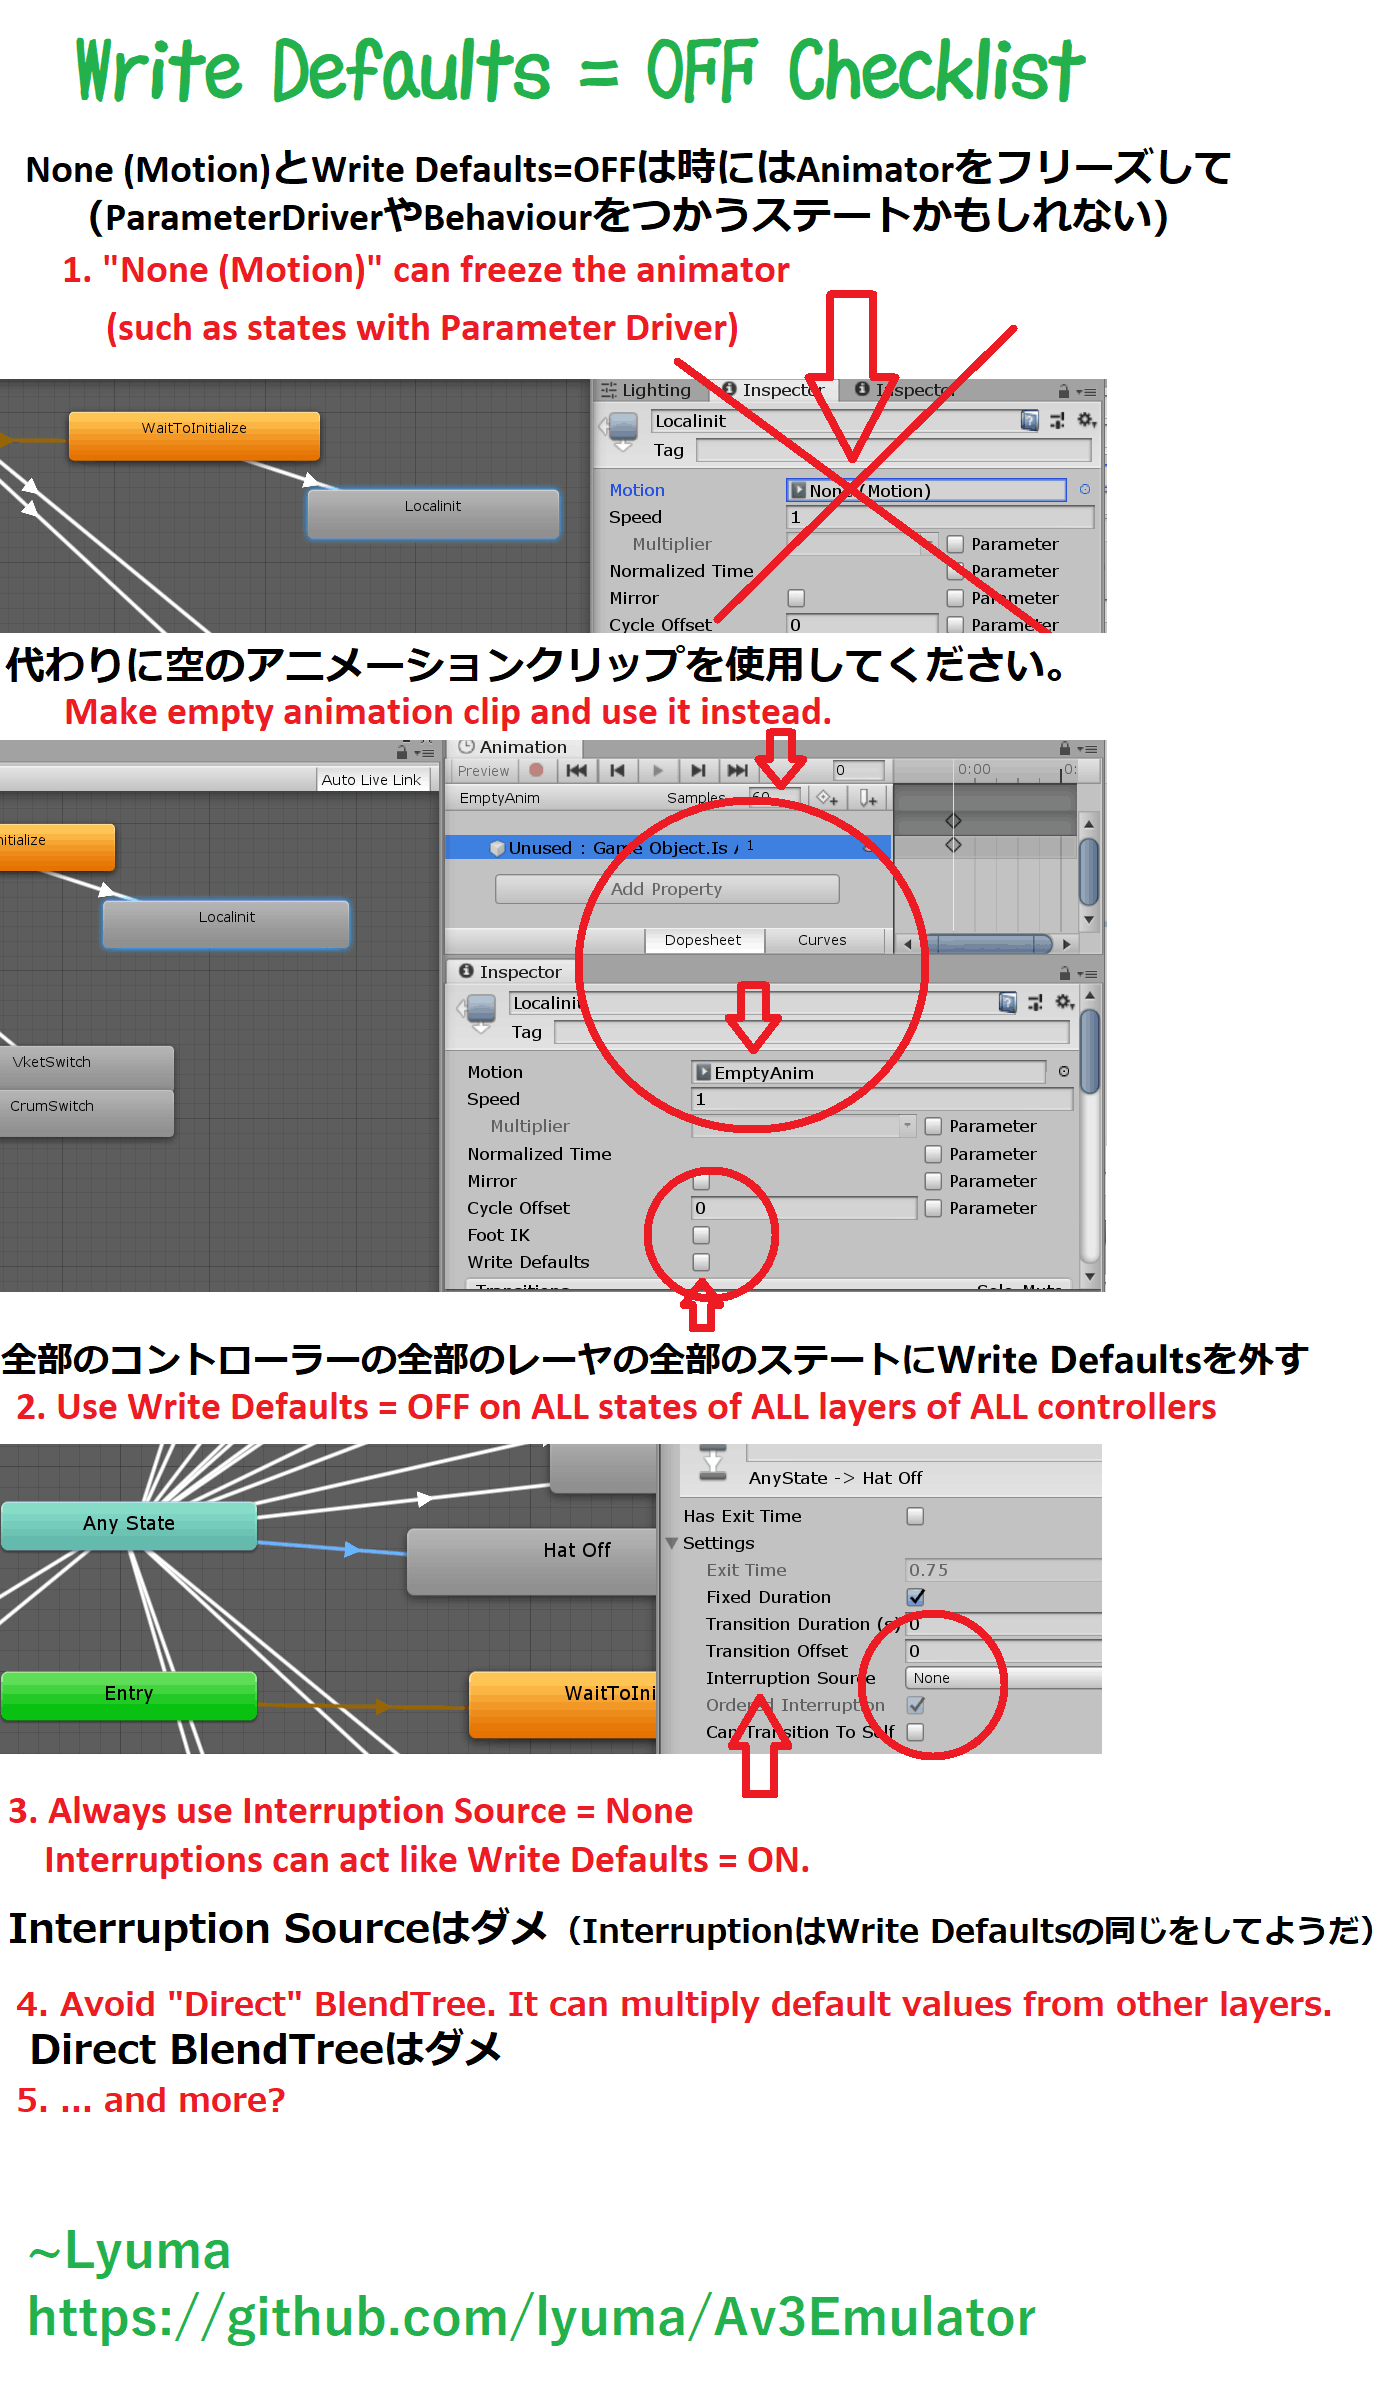 Write Defaults = OFF Checklist
None (Motion)とWrite Defaults=OFFは時にはAnimatorをフリーズして
(ParameterDriverやBehaviourをつかうステートかもしれない)
1. "None (Motion)" can freeze the animator
(such as states with Parameter Driver)
WaitToInitialize
Localinit
Lighting
Inspector
Inspector
Localinit
Tag
Motion
None (Motion)
Speed
1
Multiplier
Parameter
Normalized Time
Parameter
Mirror
Parameter
Cycle Offset
0
Parameter
代わりに空のアニメーションクリップを使用してください。
Make empty animation clip and use it instead.
Auto Live Link
nitialize
Localinit
VketSwitch
CrumSwitch
Animation
Preview
0
0:00
0:
EmptyAnim
Samples
60
Unused : Game Object.Is A
1
Add Property
Dopesheet
Curves
Inspector
Localinit
Tag
Motion
EmptyAnim
Speed
1
Multiplier
Parameter
Normalized Time
Parameter
Mirror
Parameter
Cycle Offset
0
Parameter
Foot IK
Write Defaults
Transitions
Solo Mute
全部のコントローラーの全部のレーヤの全部のステートにWrite Defaultsを外す
2. Use Write Defaults = OFF on ALL states of ALL layers of ALL controllers
Any State
Hat Off
Entry
WaitToIni
AnyState -> Hat Off
Has Exit Time
Settings
Exit Time
0.75
Fixed Duration
Transition Duration (s)
0
Transition Offset
0
Interruption Source
None
Ordered Interruption
Can Transition To Self
3. Always use Interruption Source = None
Interruptions can act like Write Defaults = ON.
Interruption Sourceはダメ（InterruptionはWrite Defaultsの同じをしてようだ）
4. Avoid "Direct" BlendTree. It can multiply default values from other layers.
Direct BlendTreeはダメ
5. ... and more?
~Lyuma
https://github.com/lyuma/Av3Emulator